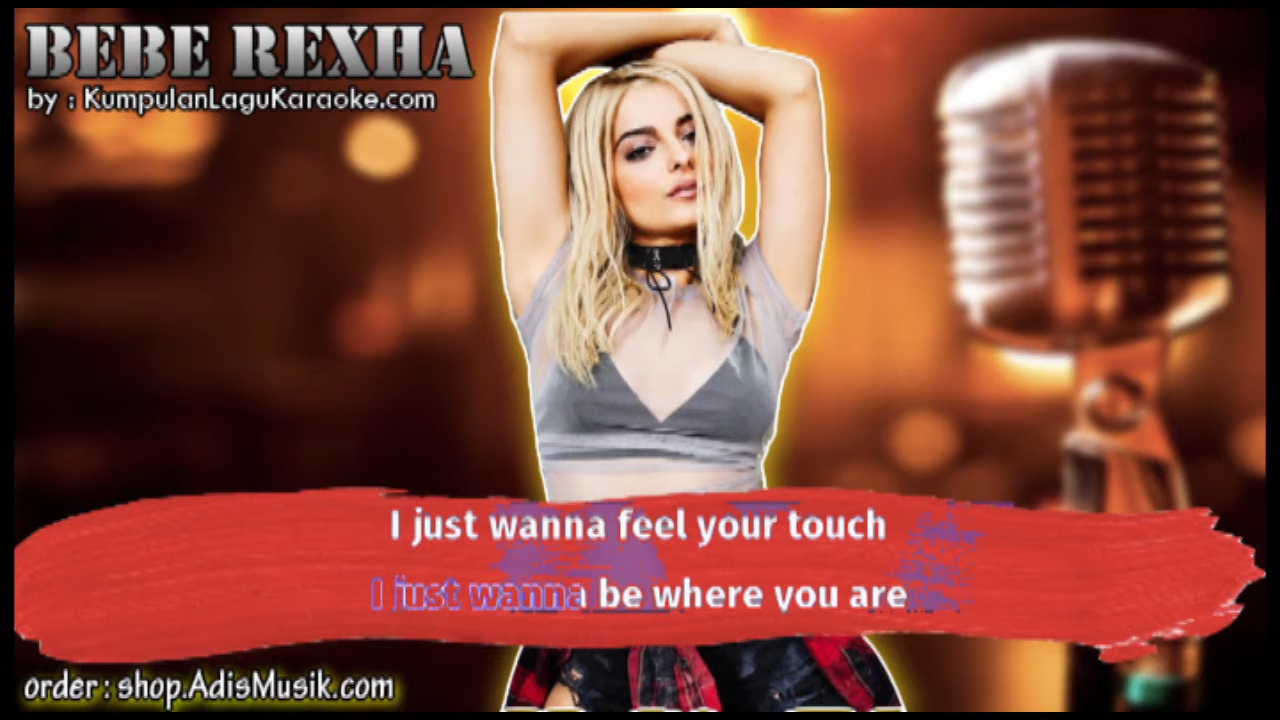 BEBE REXHA
by : KumpulanLaguKaraoke.com
I just wanna feel your touch
I just wanna be where you are
order : shop.AdisMusik.com